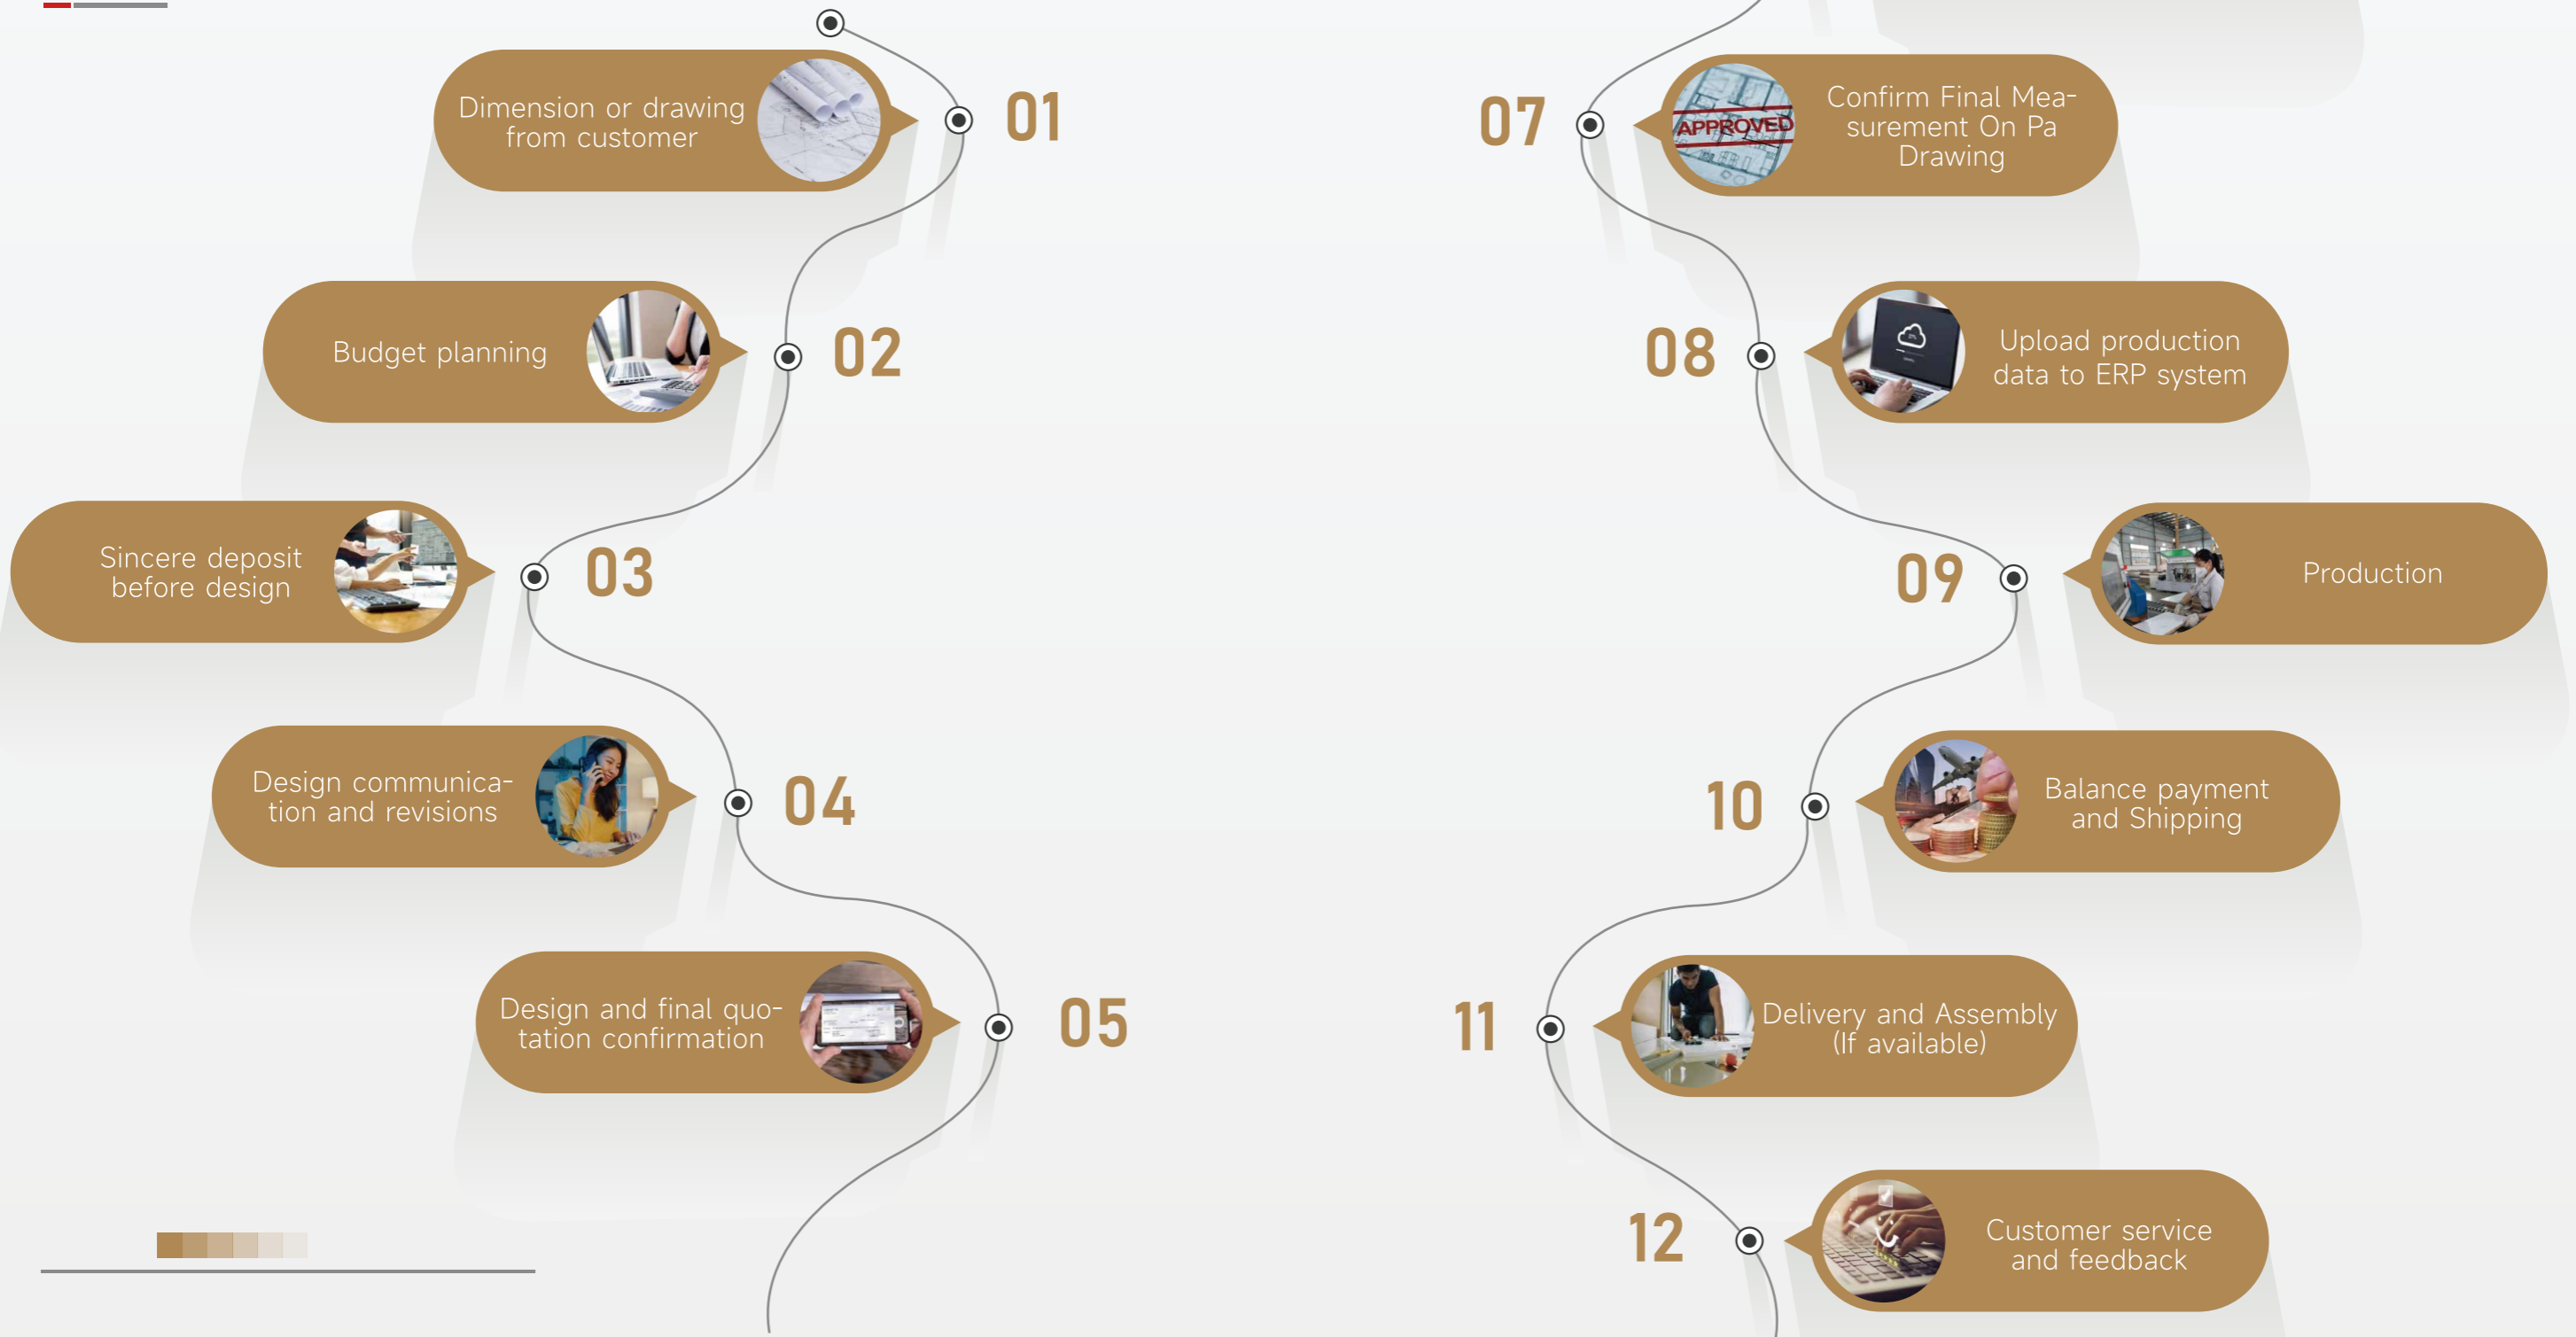 01
Dimension or drawing
from customer
02
Budget planning
03
Sincere deposit
before design
04
Design communica-
tion and revisions
05
Design and final quo-
tation confirmation
07
APPROVED
Confirm Final Mea-
surement On Pa
Drawing
08
Upload production
data to ERP system
09
Production
10
Balance payment
and Shipping
11
Delivery and Assembly
(If available)
12
Customer service
and feedback